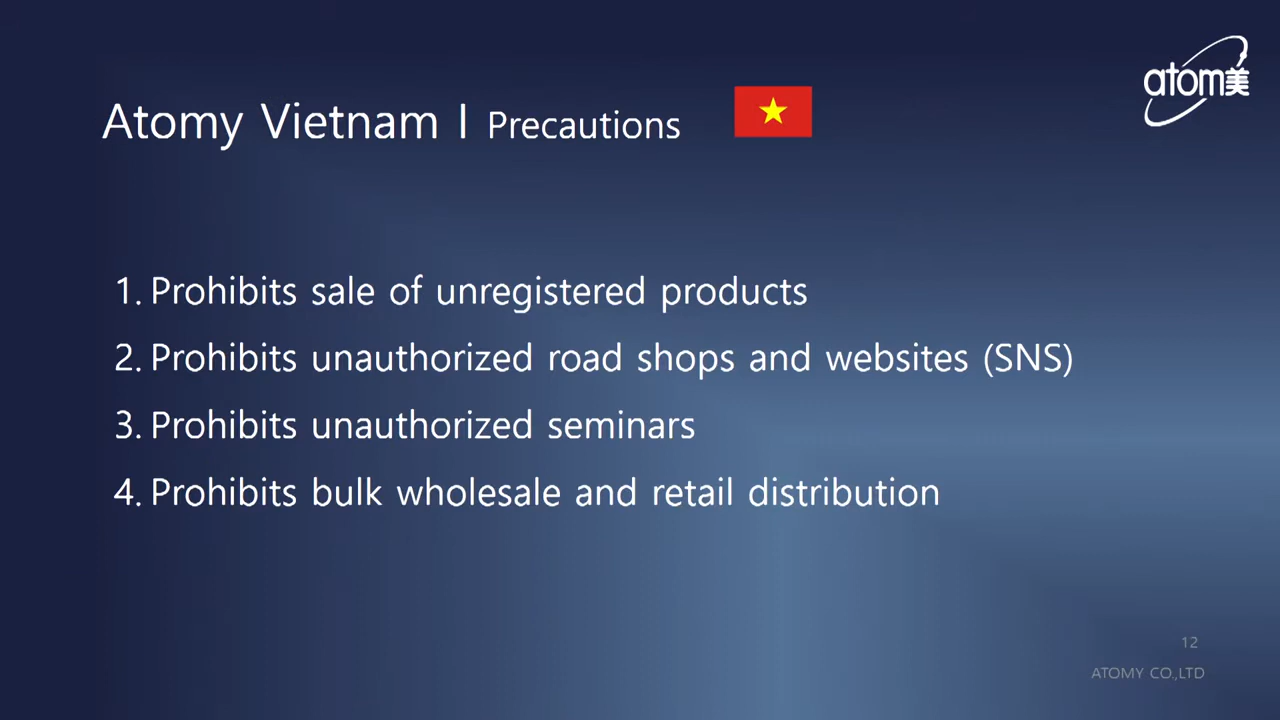 atom美
Atomy Vietnam I Precautions
1. Prohibits sale of unregistered products
2. Prohibits unauthorized road shops and websites (SNS)
3. Prohibits unauthorized seminars
4. Prohibits bulk wholesale and retail distribution
12
ATOMY CO.,LTD